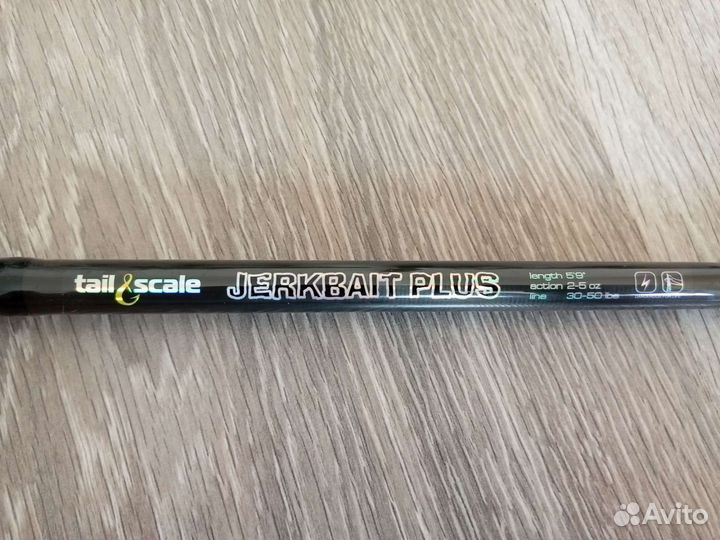 tail & scale JERKBAIT PLUS
length 5'9"
action 2-5 oz
line 30-50 lbs
Avito